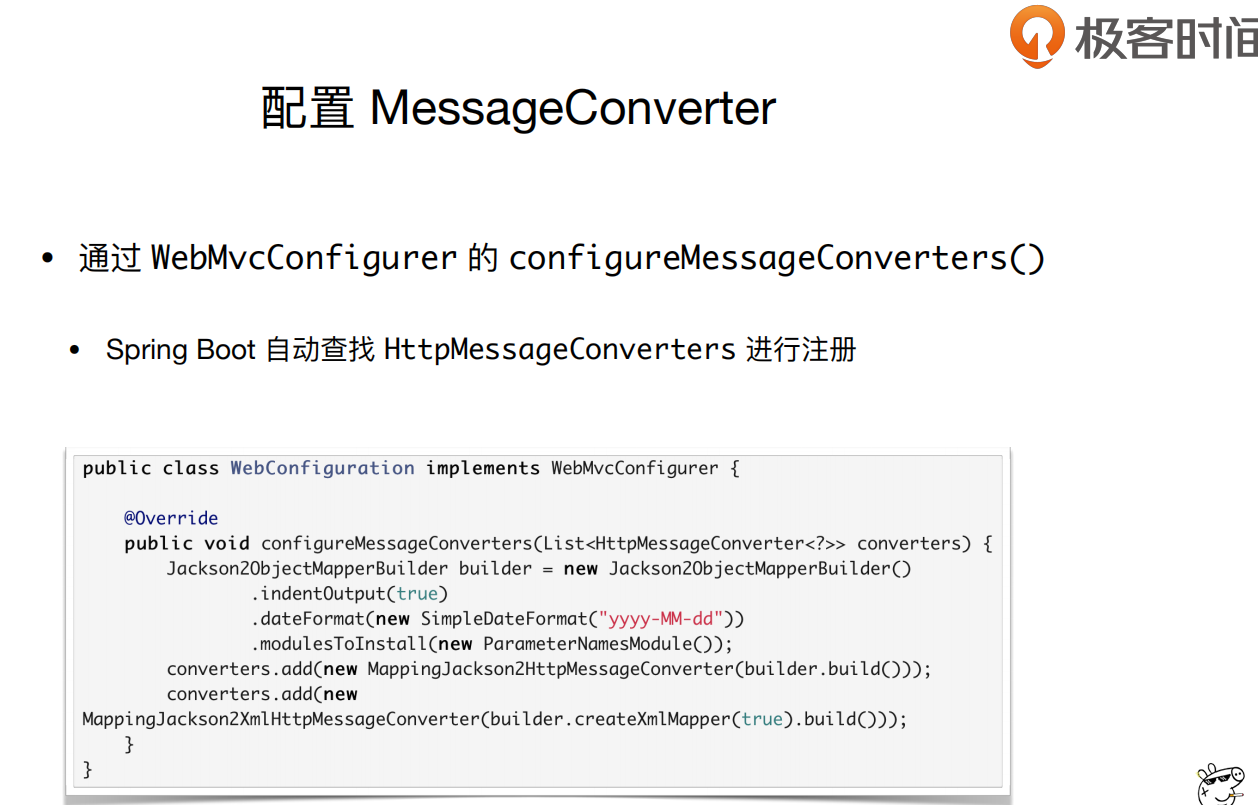 极客时间
配置 MessageConverter
• 通过 WebMvcConfigurer 的 configureMessageConverters()
• Spring Boot 自动查找 HttpMessageConverters 进行注册
public class WebConfiguration implements WebMvcConfigurer {
@Override
public void configureMessageConverters(List<HttpMessageConverter<?>> converters) {
Jackson2ObjectMapperBuilder builder = new Jackson2ObjectMapperBuilder()
.indentOutput(true)
.dateFormat(new SimpleDateFormat("yyyy-MM-dd"))
.modulesToInstall(new ParameterNamesModule());
converters.add(new MappingJackson2HttpMessageConverter(builder.build()));
converters.add(new
MappingJackson2XmlHttpMessageConverter(builder.createXmlMapper(true).build()));
}
}